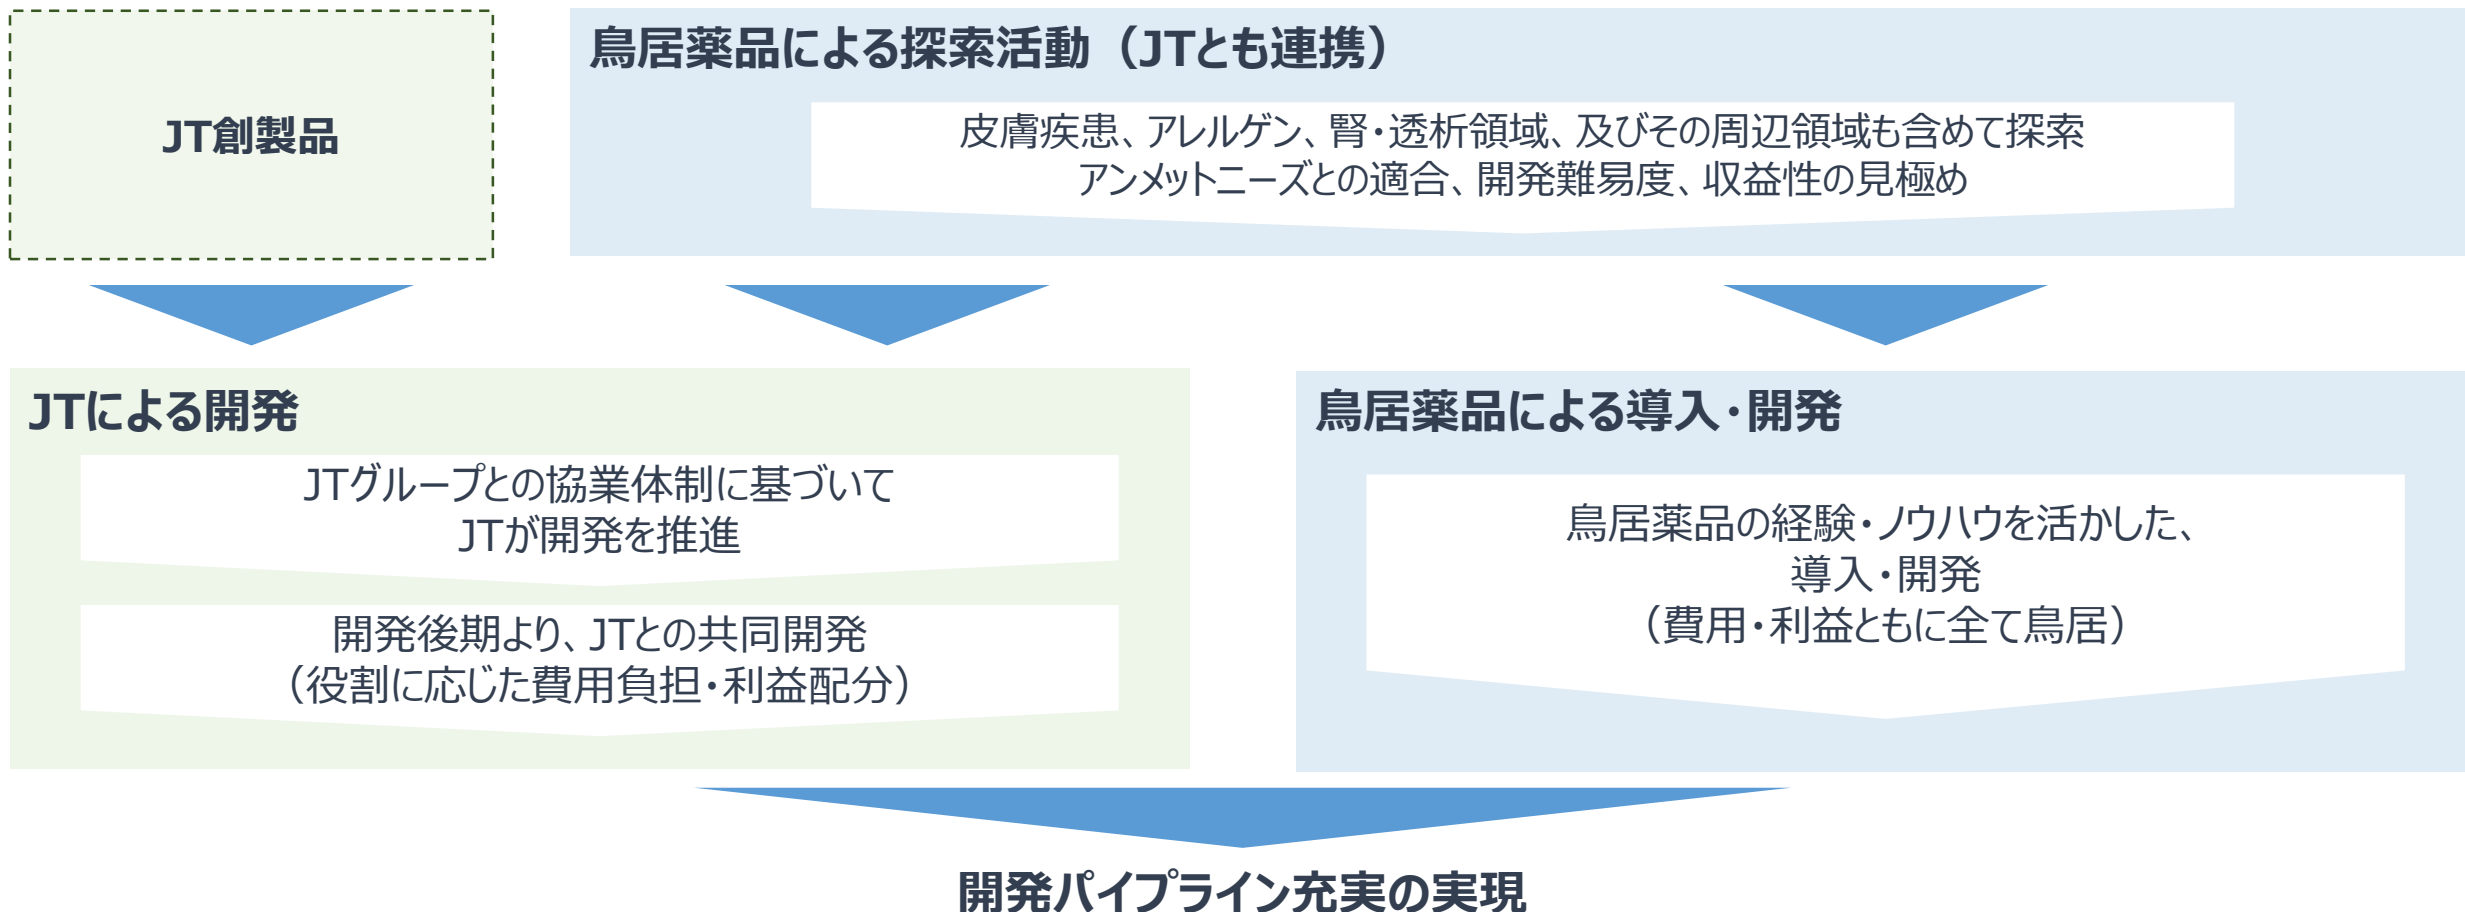 JT創製品
鳥居薬品による探索活動（JTとも連携）
皮膚疾患、アレルゲン、腎・透析領域、及びその周辺領域も含めて探索
アンメットニーズとの適合、開発難易度、収益性の見極め
JTによる開発
JTグループとの協業体制に基づいて
JTが開発を推進
開発後期より、JTとの共同開発
（役割に応じた費用負担・利益配分）
鳥居薬品による導入・開発
鳥居薬品の経験・ノウハウを活かした、
導入・開発
（費用・利益ともに全て鳥居）
開発パイプライン充実の実現